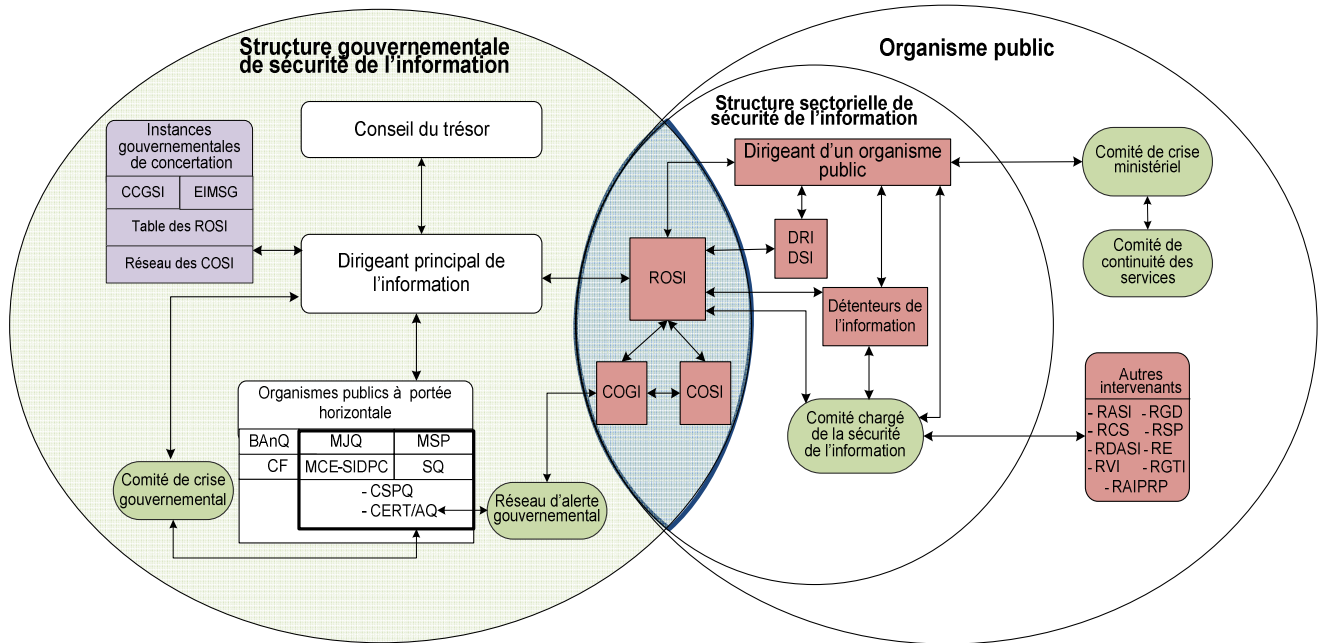 Structure gouvernementale
de sécurité de l'information
Instances
gouvernementales
de concertation
CCGSI
EIMSG
Table des ROSI
Réseau des COSI
Conseil du trésor
Dirigeant principal de
l'information
Organismes publics à portée
horizontale
BAnQ
MJQ
MSP
CF
MCE-SIDPC
SQ
- CSPQ
- CERT/AQ
Comité de crise
gouvernemental
Réseau d'alerte
gouvernemental
ROSI
COGI
COSI
Organisme public
Structure sectorielle de
sécurité de l'information
Dirigeant d'un organisme
public
DRI
DSI
Détenteurs de
l'information
Comité chargé
de la sécurité
de l'information
Comité de crise
ministériel
Comité de
continuité des
services
Autres
intervenants
- RASI - RGD
- RCS - RSP
- RDASI - RE
- RVI - RGTI
- RAIPRP